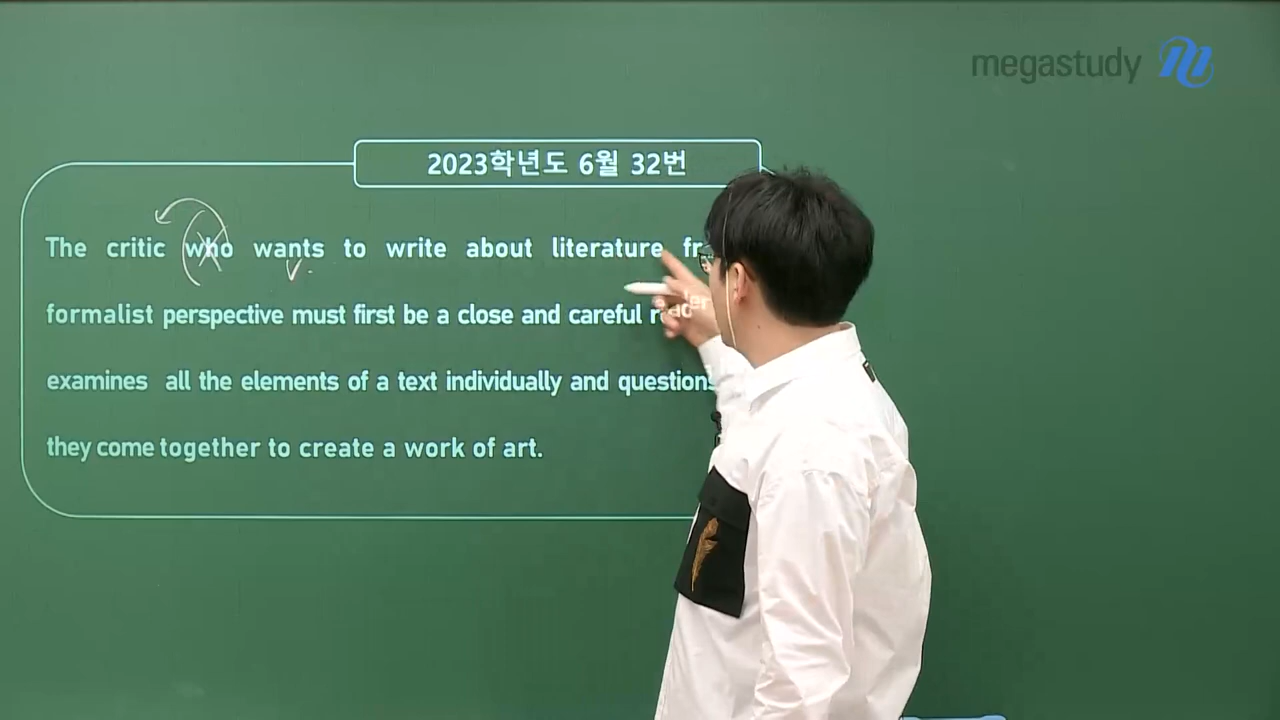 megastudy
2023학년도 6월 32번
The critic who wants to write about literature
formalist perspective must first be a close and careful reader
examines all the elements of a text individually and questions
they come together to create a work of art.